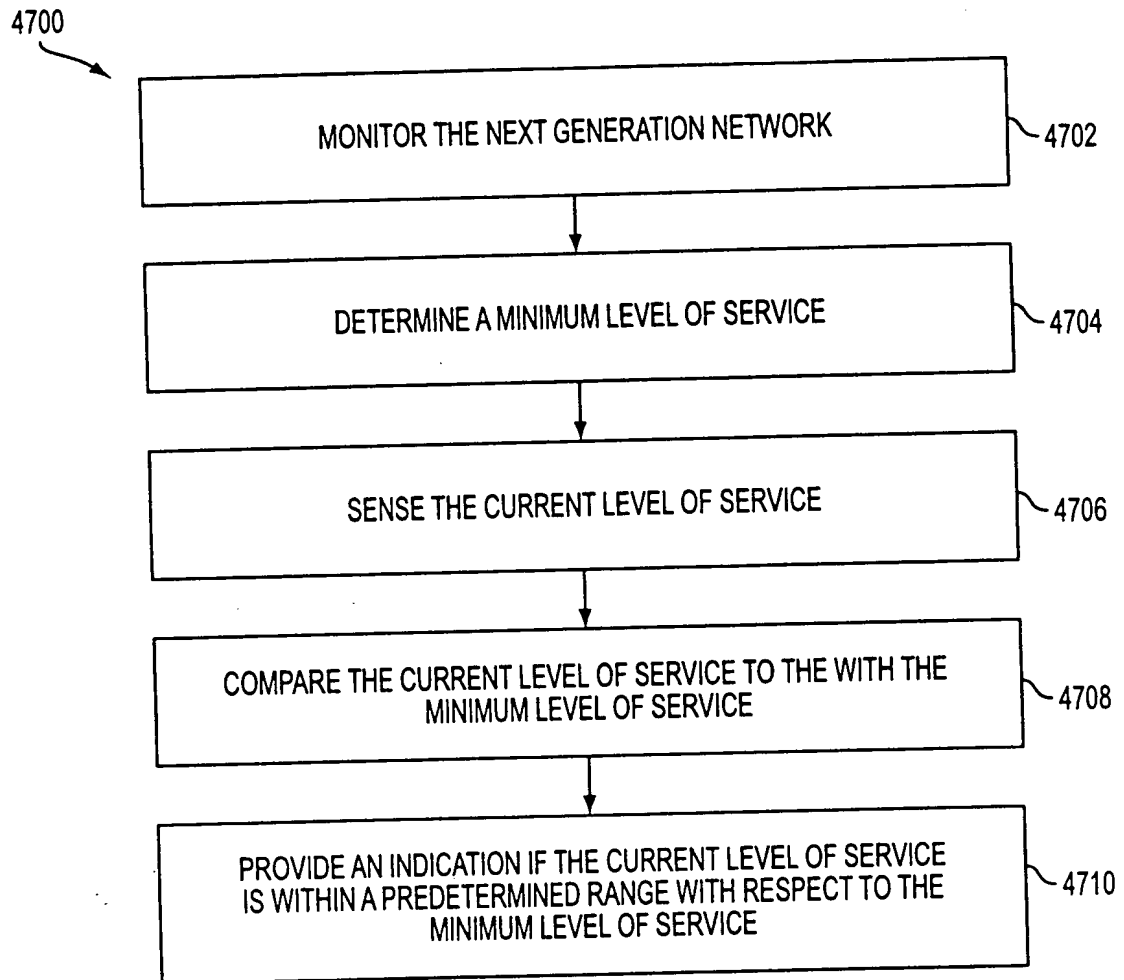 4700
MONITOR THE NEXT GENERATION NETWORK
4702
DETERMINE A MINIMUM LEVEL OF SERVICE
4704
SENSE THE CURRENT LEVEL OF SERVICE
4706
COMPARE THE CURRENT LEVEL OF SERVICE TO THE WITH THE
MINIMUM LEVEL OF SERVICE
4708
PROVIDE AN INDICATION IF THE CURRENT LEVEL OF SERVICE
IS WITHIN A PREDETERMINED RANGE WITH RESPECT TO THE
MINIMUM LEVEL OF SERVICE
4710